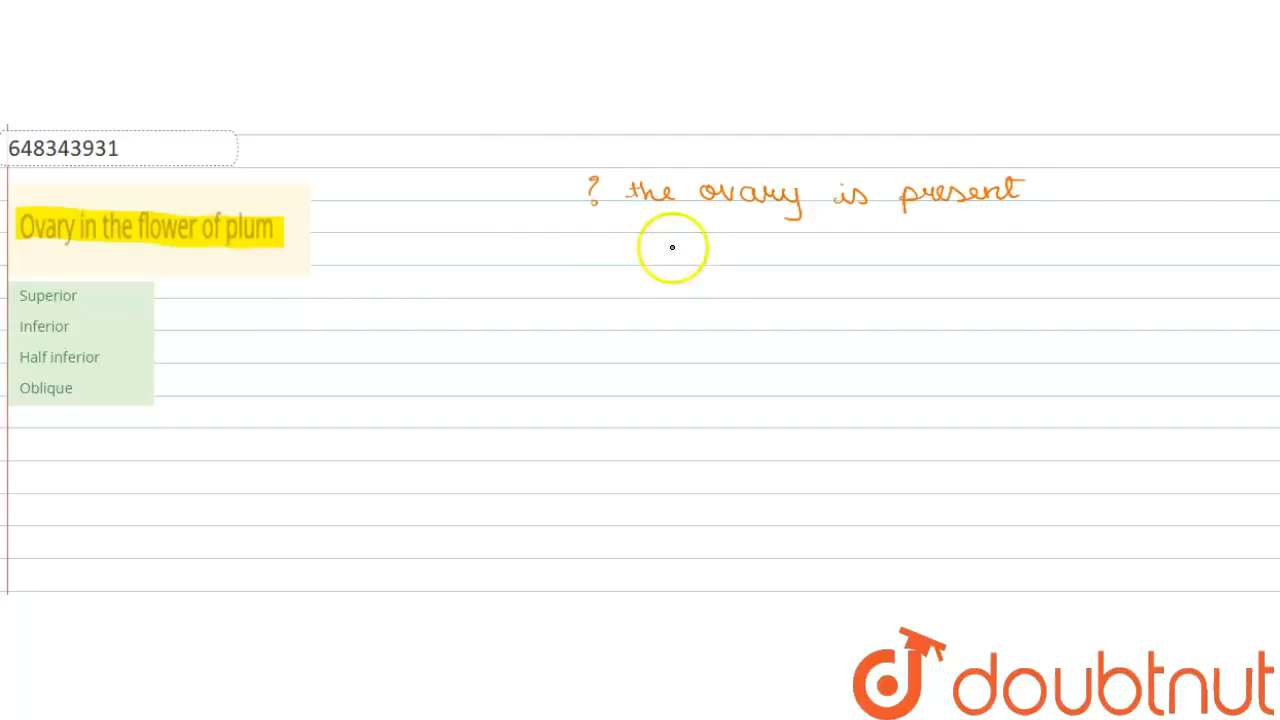 648343931
? the ovary is present
Ovary in the flower of plum
Superior
Inferior
Half inferior
Oblique
doubtnut